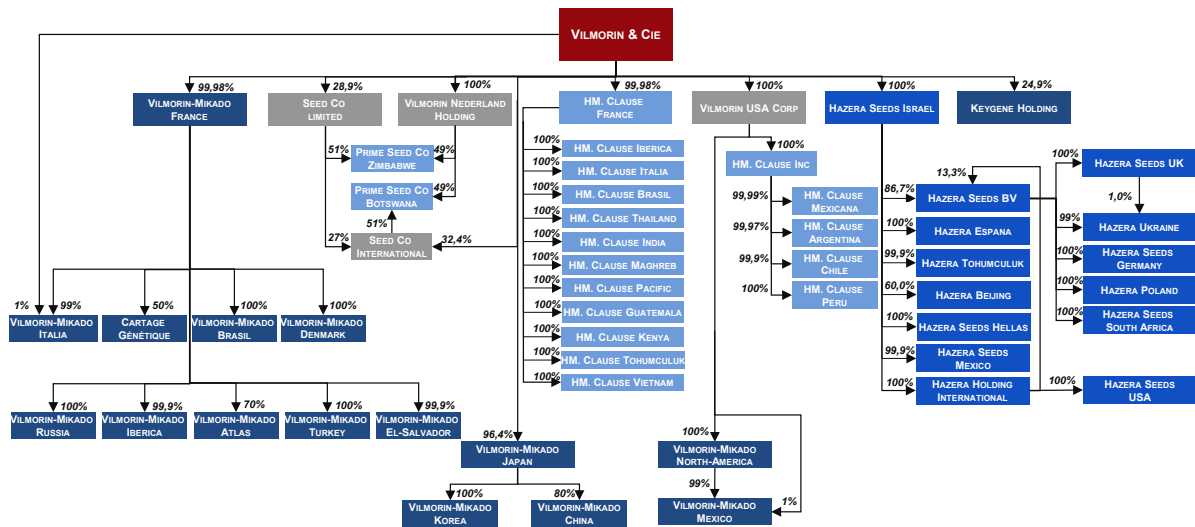 VILMORIN & CIE
99,98%
28,9%
100%
99,98%
100%
100%
24,9%
VILMORIN-MIKADO
FRANCE
SEED CO
LIMITED
VILMORIN NEDERLAND
HOLDING
HM. CLAUSE
FRANCE
VILMORIN USA CORP
HAZERA SEEDS ISRAEL
KEYGENE HOLDING
51%
49%
PRIME SEED CO
ZIMBABWE
49%
PRIME SEED CO
BOTSWANA
51%
27%
32,4%
SEED CO
INTERNATIONAL
100%
HM. CLAUSE IBERICA
100%
HM. CLAUSE ITALIA
100%
HM. CLAUSE BRASIL
100%
HM. CLAUSE THAILAND
100%
HM. CLAUSE ÍNDIA
100%
HM. CLAUSE MAGHREB
100%
HM. CLAUSE PACIFIC
100%
HM. CLAUSE GUATEMALA
100%
HM. CLAUSE KENYA
100%
HM. CLAUSE TOHUMCULUK
100%
HM. CLAUSE VIETNAM
100%
HM. CLAUSE INC
99,99%
HM. CLAUSE
MEXICANA
99,97%
HM. CLAUSE
ARGENTINA
99,9%
HM. CLAUSE
CHILE
100%
HM. CLAUSE
PERU
13,3%
86,7%
HAZERA SEEDS BV
100%
HAZERA ESPANA
99,9%
HAZERA TOHUMCULUK
60,0%
HAZERA BEIJING
100%
HAZERA SEEDS HELLAS
99,9%
HAZERA SEEDS
MEXICO
100%
HAZERA HOLDING
INTERNATIONAL
100%
HAZERA SEEDS UK
1,0%
99%
HAZERA UKRAINE
100%
HAZERA SEEDS
GERMANY
100%
HAZERA POLAND
100%
HAZERA SEEDS
SOUTH AFRICA
100%
HAZERA SEEDS
USA
1%
99%
50%
100%
100%
VILMORIN-MIKADO
ITALIA
CARTAGE
GÉNÉTIQUE
VILMORIN-MIKADO
BRASIL
VILMORIN-MIKADO
DENMARK
100%
99,9%
70%
100%
99,9%
VILMORIN-MIKADO
RUSSIA
VILMORIN-MIKADO
IBERICA
VILMORIN-MIKADO
ATLAS
VILMORIN-MIKADO
TURKEY
VILMORIN-MIKADO
EL-SALVADOR
96,4%
VILMORIN-MIKADO
JAPAN
100%
80%
VILMORIN-MIKADO
KOREA
VILMORIN-MIKADO
CHINA
100%
VILMORIN-MIKADO
NORTH-AMERICA
99%
1%
VILMORIN-MIKADO
MEXICO